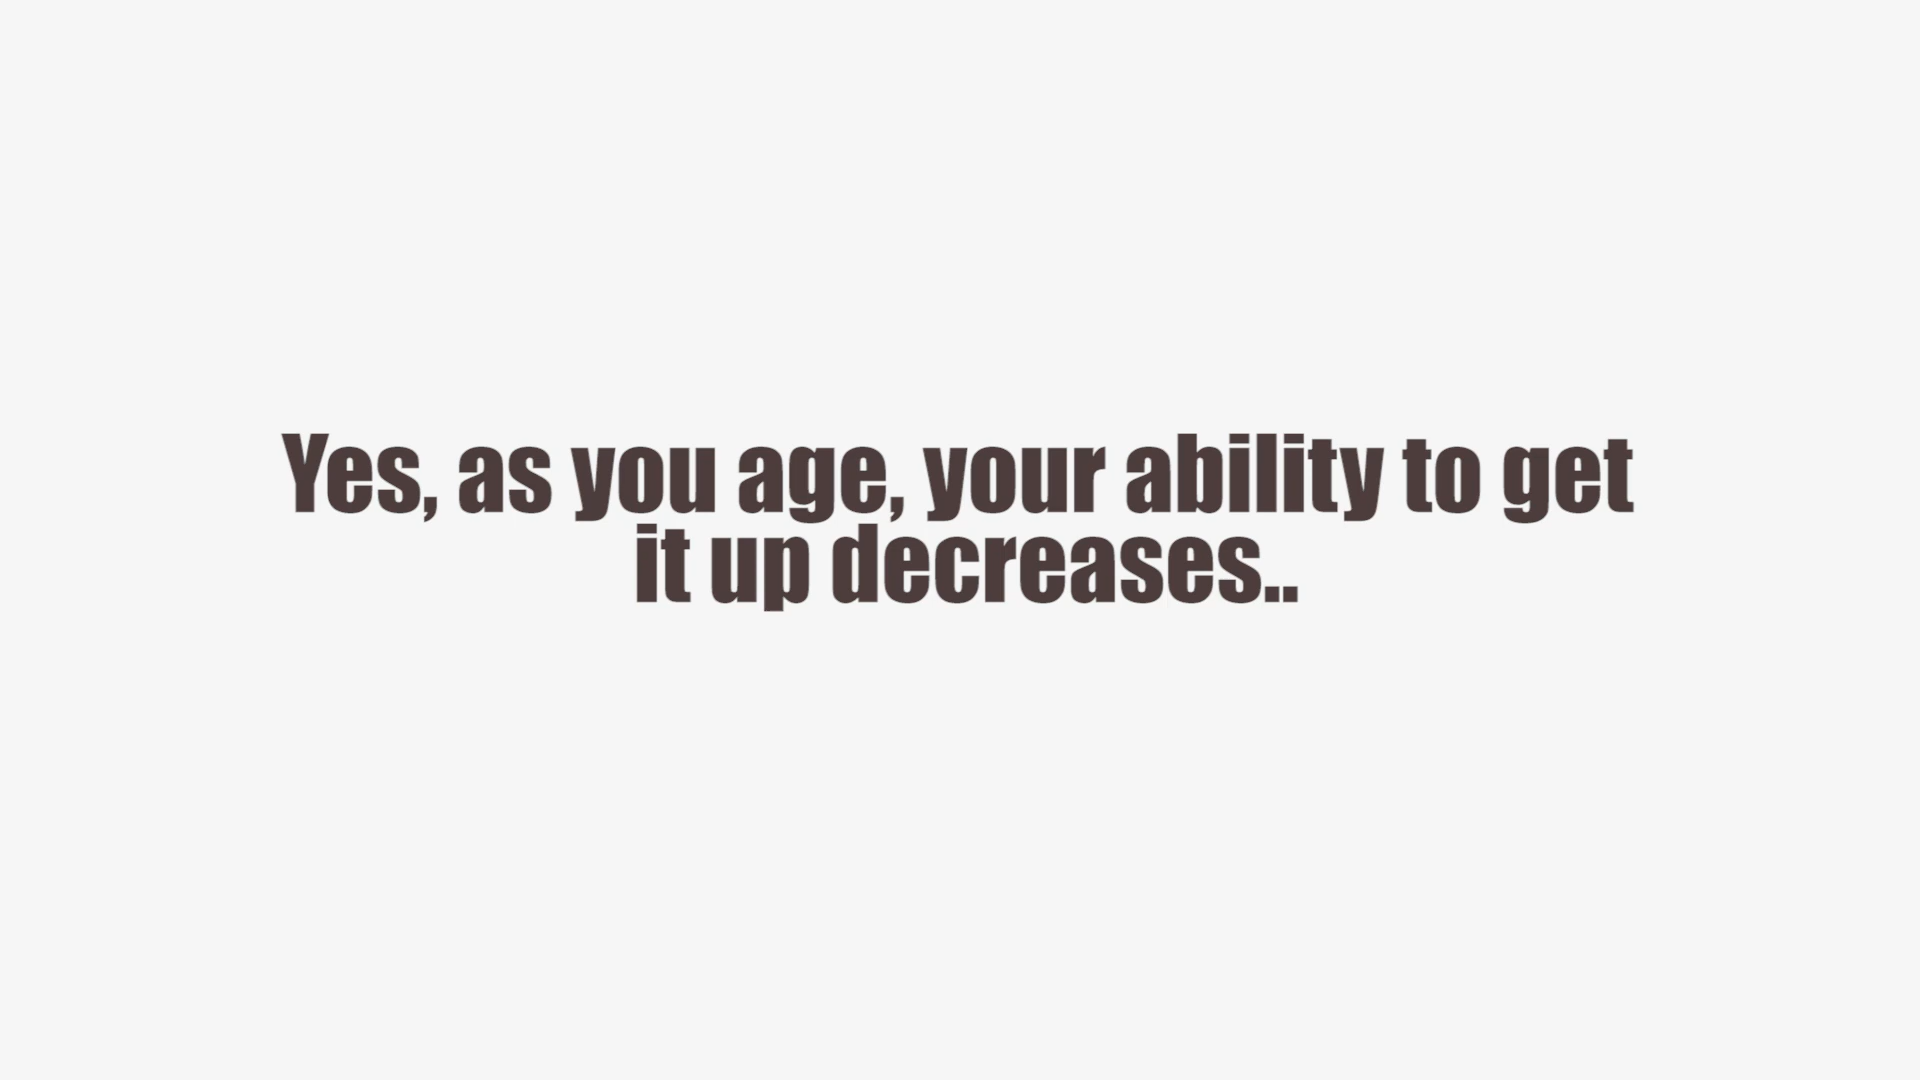 Yes, as you age, your ability to get
it up decreases..